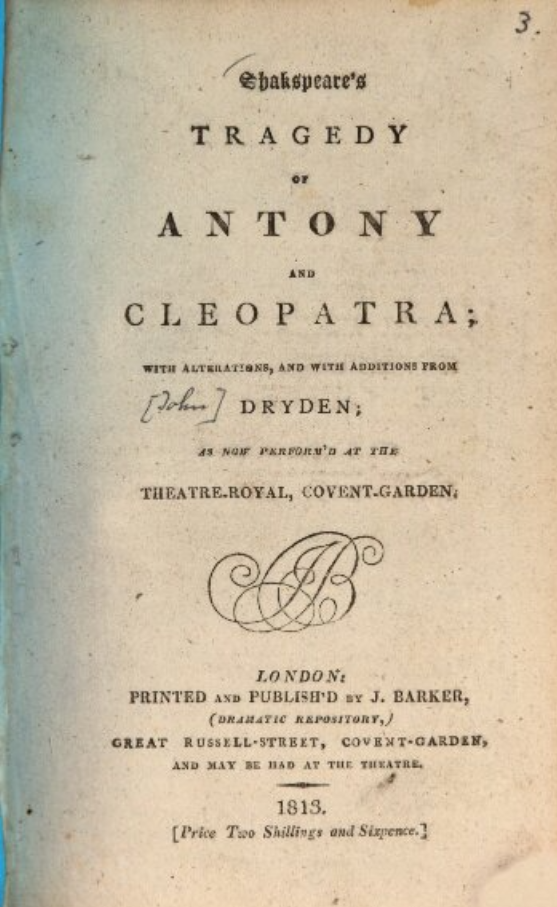 3.
Shakspeare's
TRAGEDY
OF
ANTONY
AND
CLEOPATRA;
WITH ALTERATIONS, AND WITH ADDITIONS FROM
[John] DRYDEN;
AS NOW PERFORM'D AT THE
THEATRE-ROYAL, COVENT-GARDEN.
JB
LONDON:
PRINTED AND PUBLISH'D BY J. BARKER,
(DRAMATIC REPOSITORY,)
GREAT RUSSELL-STREET, COVENT-GARDEN,
AND MAY BE HAD AT THE THEATRE.
1813.
[Price Two Shillings and Sixpence.]